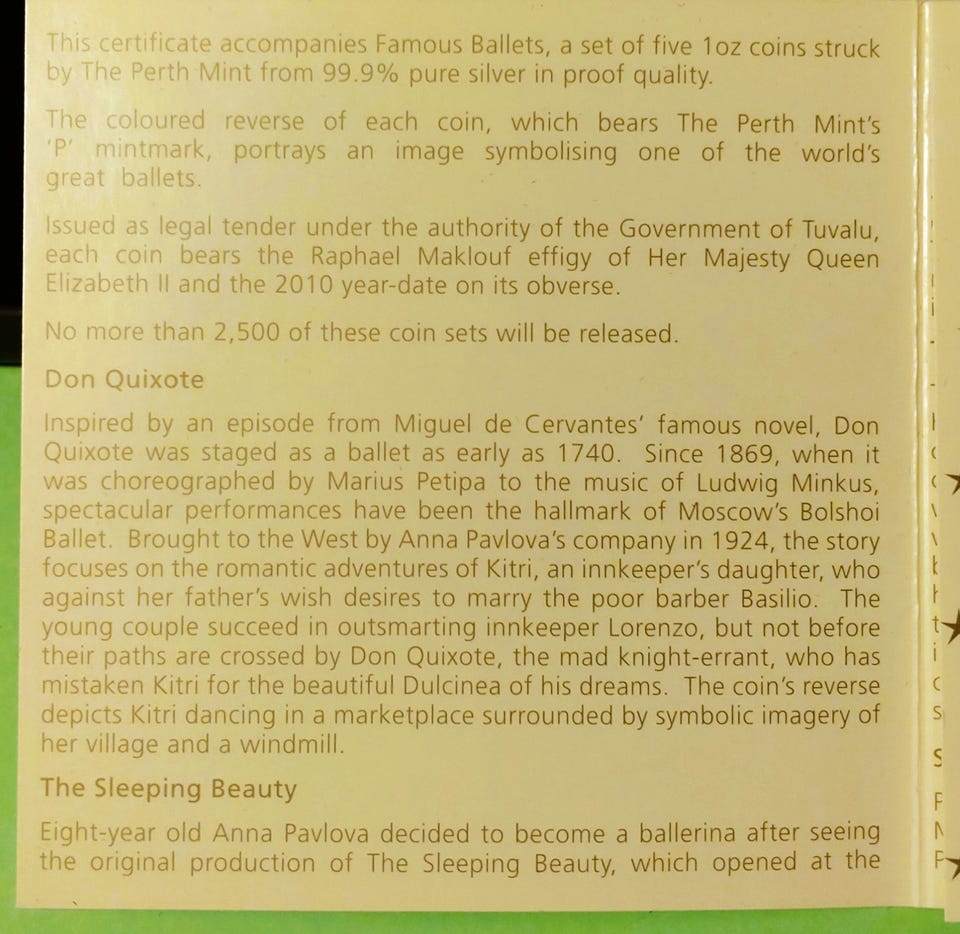 This certificate accompanies Famous Ballets, a set of five 1oz coins struck
by The Perth Mint from 99.9% pure silver in proof quality.
The coloured reverse of each coin, which bears The Perth Mint's
'P' mintmark, portrays an image symbolising one of the world's
great ballets.
Issued as legal tender under the authority of the Government of Tuvalu,
each coin bears the Raphael Maklouf effigy of Her Majesty Queen
Elizabeth II and the 2010 year-date on its obverse.
No more than 2,500 of these coin sets will be released.
Don Quixote
Inspired by an episode from Miguel de Cervantes' famous novel, Don
Quixote was staged as a ballet as early as 1740. Since 1869, when it
was choreographed by Marius Petipa to the music of Ludwig Minkus,
spectacular performances have been the hallmark of Moscow's Bolshoi
Ballet. Brought to the West by Anna Pavlova's company in 1924, the story
focuses on the romantic adventures of Kitri, an innkeeper's daughter, who
against her father's wish desires to marry the poor barber Basilio. The
young couple succeed in outsmarting innkeeper Lorenzo, but not before
their paths are crossed by Don Quixote, the mad knight-errant, who has
mistaken Kitri for the beautiful Dulcinea of his dreams. The coin's reverse
depicts Kitri dancing in a marketplace surrounded by symbolic imagery of
her village and a windmill.
The Sleeping Beauty
Eight-year old Anna Pavlova decided to become a ballerina after seeing
the original production of The Sleeping Beauty, which opened at the